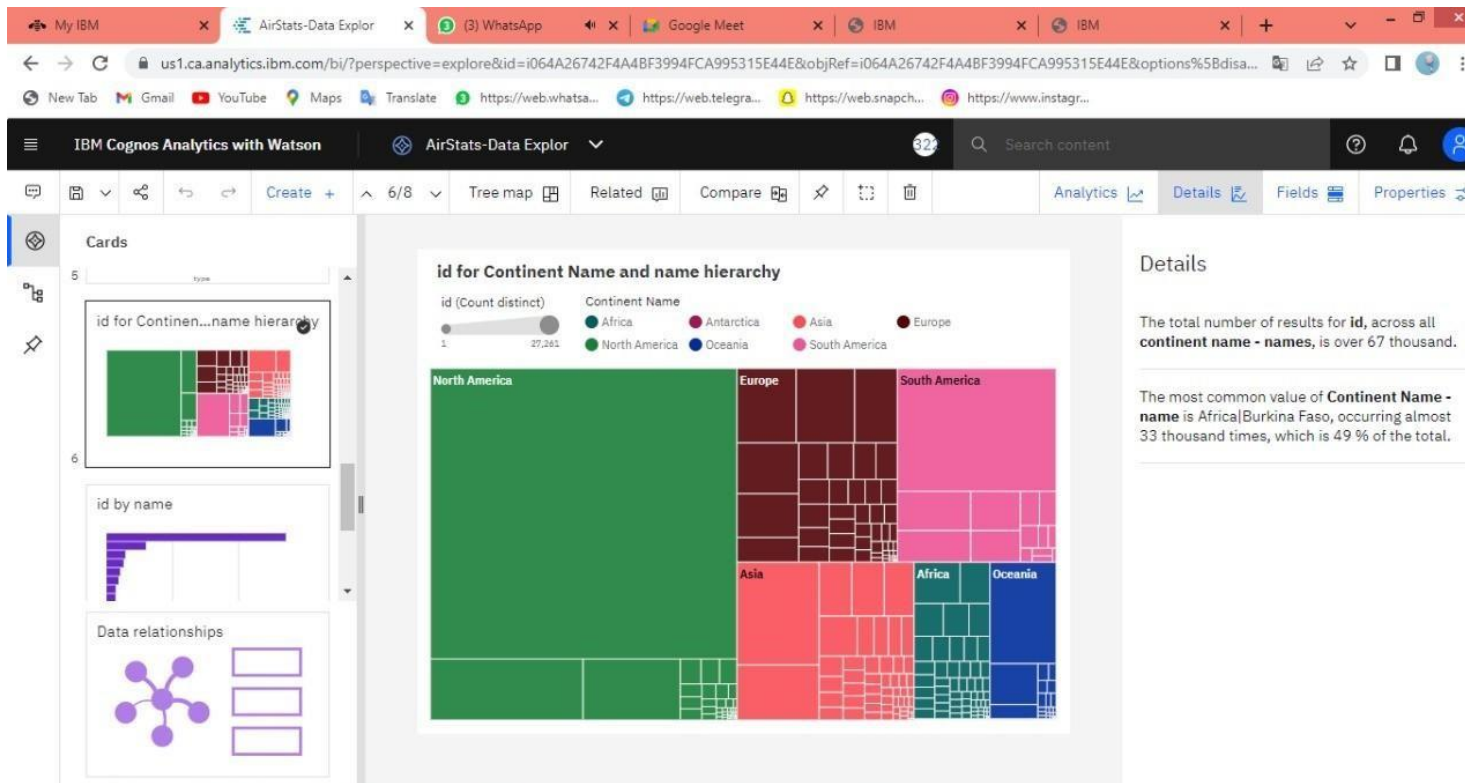 My IBM
AirStats-Data Explor
(3) WhatsApp
Google Meet
IBM
IBM
us1.ca.analytics.ibm.com/bi/?perspective=explore&id=i064A26742F4A4BF3994FCA995315E44E&objRef=i064A26742F4A4BF3994FCA995315E44E&options%5Bdisa...
New Tab
Gmail
YouTube
Maps
Translate
https://web.whatsa...
https://web.telegra...
https://web.snapch...
https://www.instagr...
IBM Cognos Analytics with Watson
AirStats-Data Explor
322
Search content
Create +
6/8
Tree map
Related
Compare
Analytics
Details
Fields
Properties
Cards
5
type
id for Continen...name hierarchy
6
id by name
Data relationships
id for Continent Name and name hierarchy
id (Count distinct)
1
27,261
Continent Name
Africa
Antarctica
Asia
Europe
North America
Oceania
South America
North America
Europe
South America
Asia
Africa
Oceania
Details
The total number of results for id, across all
continent name - names, is over 67 thousand.
The most common value of Continent Name -
name is Africa|Burkina Faso, occurring almost
33 thousand times, which is 49 % of the total.